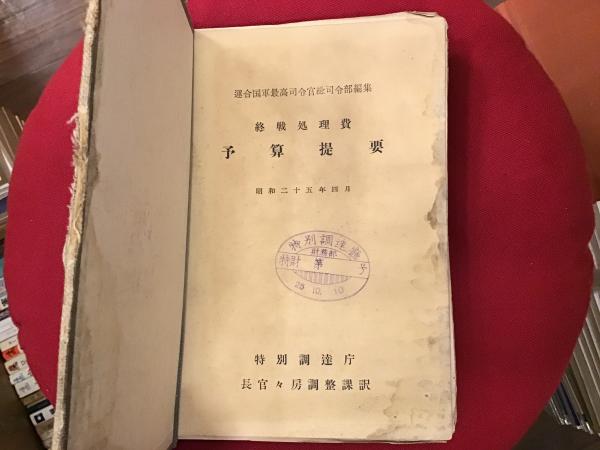 連合国軍最高司令官総司令部編集
終戦処理費
予算提要
昭和二十五年四月
特別調達庁
財務部
特財 第 号
25.10.10
特別調達庁
長官々房調整課訳